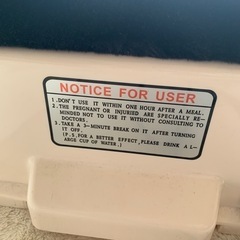 NOTICE FOR USER
1.DON'T USE IT WITHIN ONE HOUR AFTER A MEAL.
2.THE PREGNANT OR INJURIED ARE SPECIALLY RE-
MINDED NOT TO USE IT WITHOUT CONSULTING TO
DOCTORS.
3.TAKE A 3-MINUTE BREAK ON IT AFTER TURNING
IT OFF.
(P.S.FOR A BETTER EFFECT,PLEASE DRINK A L-
ARGE CUP OF WATER.)